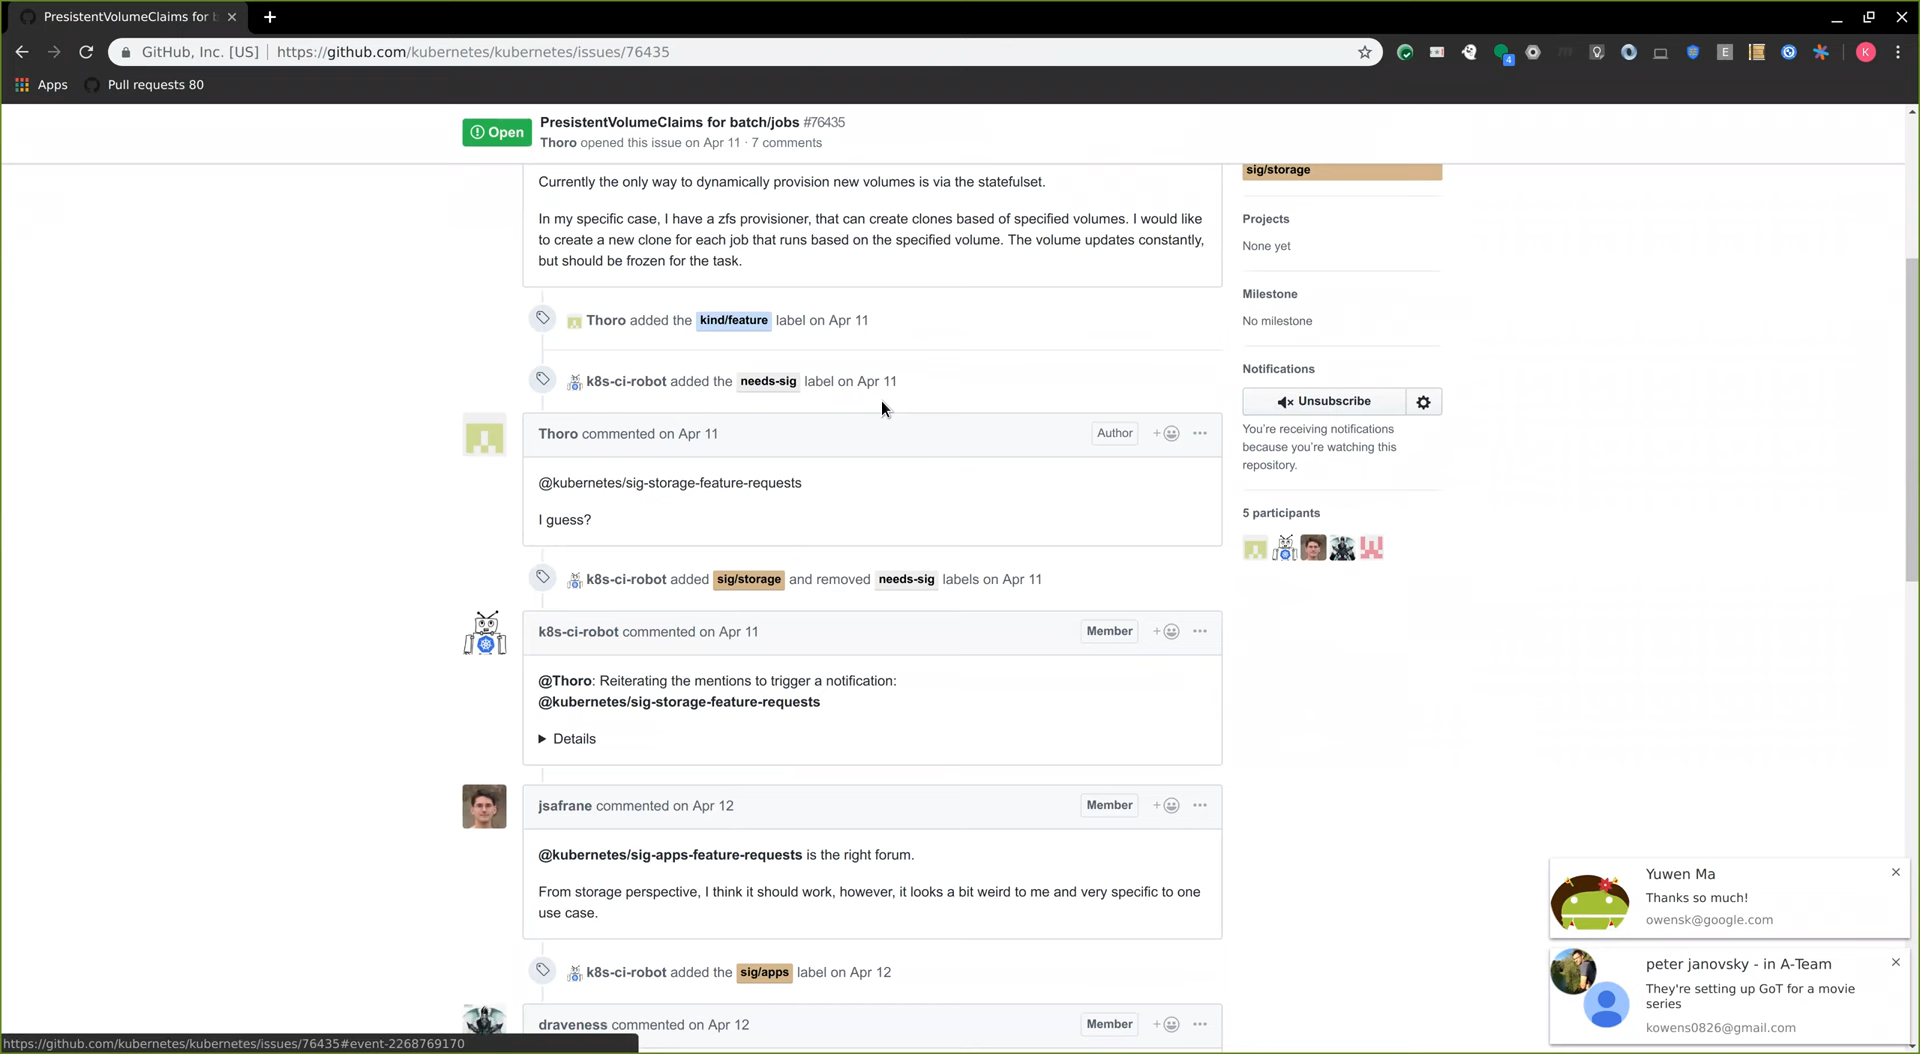 PresistentVolumeClaims for b
GitHub, Inc. [US] | https://github.com/kubernetes/kubernetes/issues/76435
4
E
K
Apps
Pull requests 80
Open
PresistentVolumeClaims for batch/jobs #76435
Thoro opened this issue on Apr 11 · 7 comments
Currently the only way to dynamically provision new volumes is via the statefulset.
In my specific case, I have a zfs provisioner, that can create clones based of specified volumes. I would like
to create a new clone for each job that runs based on the specified volume. The volume updates constantly,
but should be frozen for the task.
Thoro added the kind/feature label on Apr 11
k8s-ci-robot added the needs-sig label on Apr 11
Thoro commented on Apr 11
Author
@kubernetes/sig-storage-feature-requests
I guess?
k8s-ci-robot added sig/storage and removed needs-sig labels on Apr 11
k8s-ci-robot commented on Apr 11
Member
@Thoro: Reiterating the mentions to trigger a notification:
@kubernetes/sig-storage-feature-requests
Details
jsafrane commented on Apr 12
Member
@kubernetes/sig-apps-feature-requests is the right forum.
From storage perspective, I think it should work, however, it looks a bit weird to me and very specific to one
use case.
k8s-ci-robot added the sig/apps label on Apr 12
draveness commented on Apr 12
Member
sig/storage
Projects
None yet
Milestone
No milestone
Notifications
Unsubscribe
You’re receiving notifications
because you’re watching this
repository.
5 participants
Yuwen Ma
Thanks so much!
owensk@google.com
peter janovsky - in A-Team
They're setting up GoT for a movie
series
kowens0826@gmail.com
https://github.com/kubernetes/kubernetes/issues/76435#event-2268769170